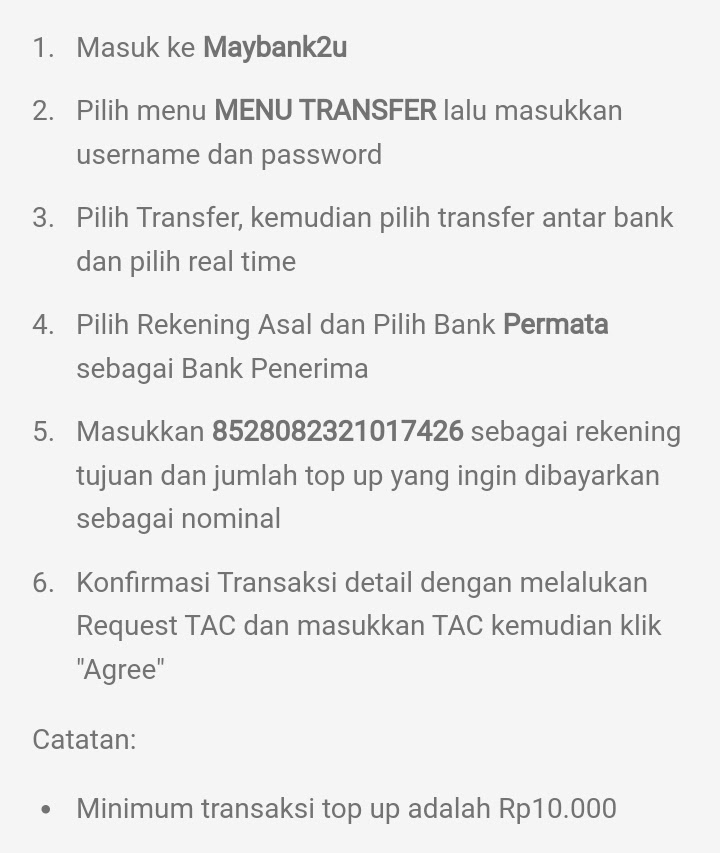 1. Masuk ke Maybank2u
2. Pilih menu MENU TRANSFER lalu masukkan
username dan password
3. Pilih Transfer, kemudian pilih transfer antar bank
dan pilih real time
4. Pilih Rekening Asal dan Pilih Bank Permata
sebagai Bank Penerima
5. Masukkan 8528082321017426 sebagai rekening
tujuan dan jumlah top up yang ingin dibayarkan
sebagai nominal
6. Konfirmasi Transaksi detail dengan melalukan
Request TAC dan masukkan TAC kemudian klik
"Agree"
Catatan:
• Minimum transaksi top up adalah Rp10.000